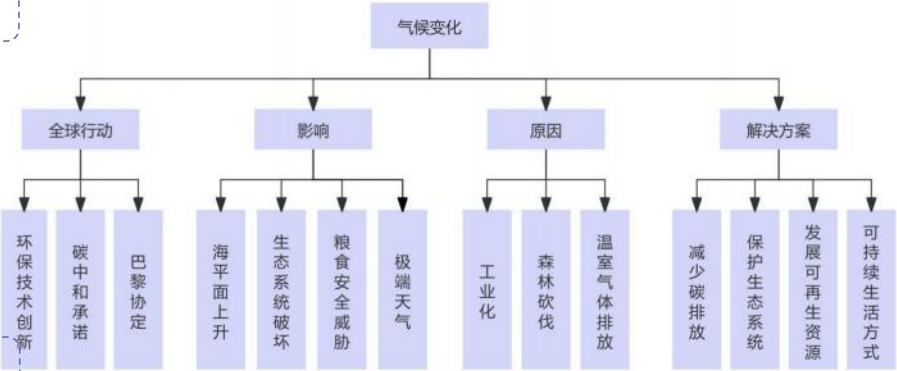 气候变化
全球行动
影响
原因
解决方案
环保技术创新
碳中和承诺
巴黎协定
海平面上升
生态系统破坏
粮食安全威胁
极端天气
工业化
森林砍伐
温室气体排放
减少碳排放
保护生态系统
发展可再生资源
可持续生活方式